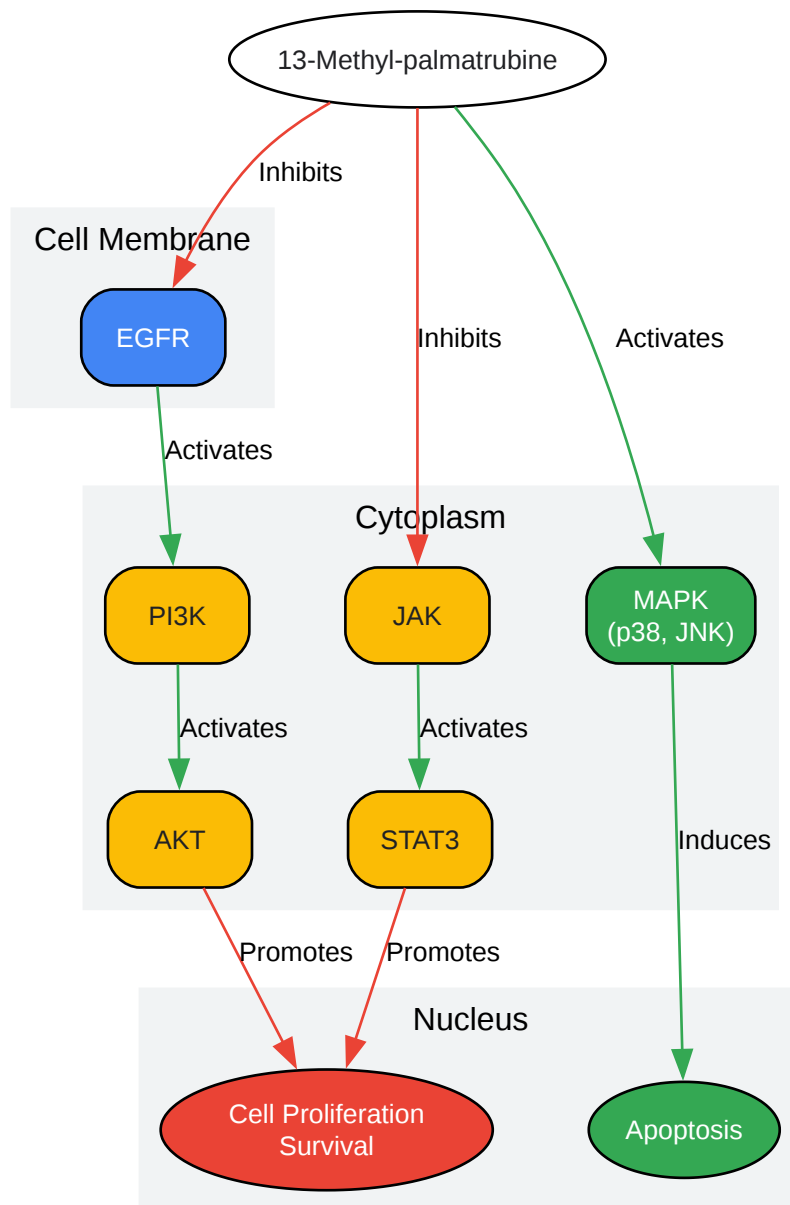 13-Methyl-palmatrubine
Inhibits
Cell Membrane
EGFR
Inhibits
Activates
Activates
Cytoplasm
PI3K
JAK
MAPK
(p38, JNK)
Activates
Activates
AKT
STAT3
Induces
Promotes
Promotes
Nucleus
Cell Proliferation
Survival
Apoptosis